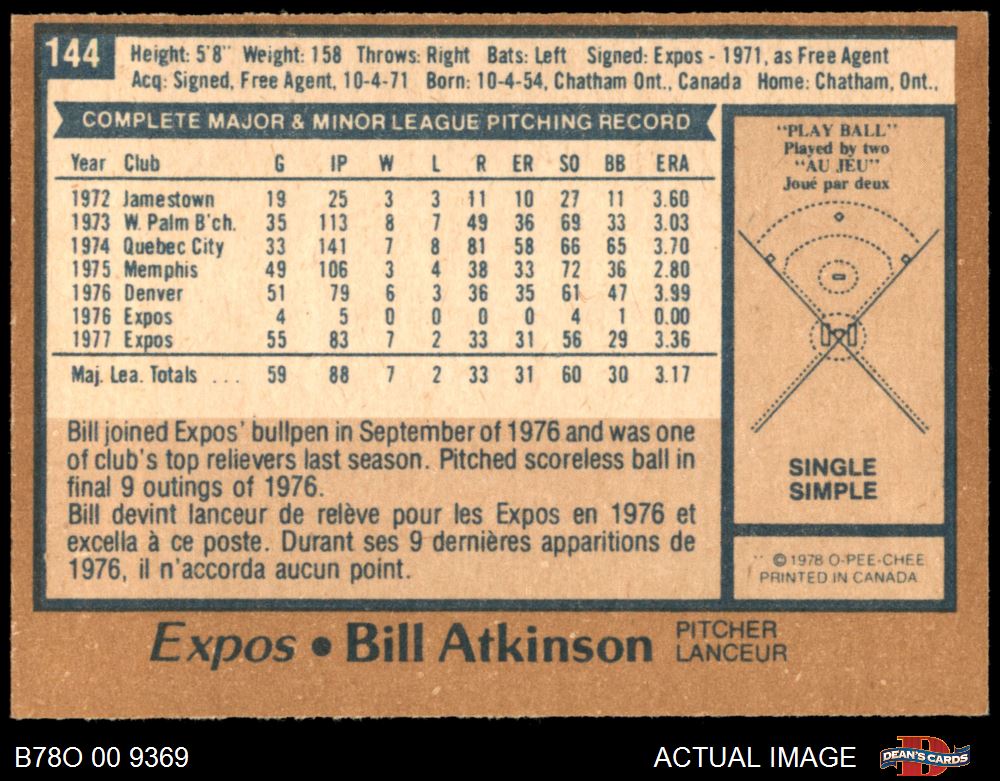 144
Height: 5'8" Weight: 158 Throws: Right Bats: Left Signed: Expos - 1971, as Free Agent
Acq: Signed, Free Agent, 10-4-71 Born: 10-4-54, Chatham Ont., Canada Home: Chatham, Ont.,
COMPLETE MAJOR & MINOR LEAGUE PITCHING RECORD
Year Club G IP W L R ER SO BB ERA
1972 Jamestown 19 25 3 3 11 10 27 11 3.60
1973 W. Palm B'ch. 35 113 8 7 49 36 69 33 3.03
1974 Quebec City 33 141 7 8 81 58 66 65 3.70
1975 Memphis 49 106 3 4 38 33 72 36 2.80
1976 Denver 51 79 6 3 36 35 61 47 3.99
1976 Expos 4 5 0 0 0 0 4 1 0.00
1977 Expos 55 83 7 2 33 31 56 29 3.36
Maj. Lea. Totals ... 59 88 7 2 33 31 60 30 3.17
Bill joined Expos' bullpen in September of 1976 and was one
of club's top relievers last season. Pitched scoreless ball in
final 9 outings of 1976.
Bill devint lanceur de relève pour les Expos en 1976 et
excella à ce poste. Durant ses 9 dernières apparitions de
1976, il n'accorda aucun point.
"PLAY BALL"
Played by two
"AU JEU"
Joué par deux
SINGLE
SIMPLE
©1978 O-PEE-CHEE
PRINTED IN CANADA
Expos • Bill Atkinson
PITCHER
LANCEUR
B78O 00 9369
ACTUAL IMAGE
DEAN'S CARDS